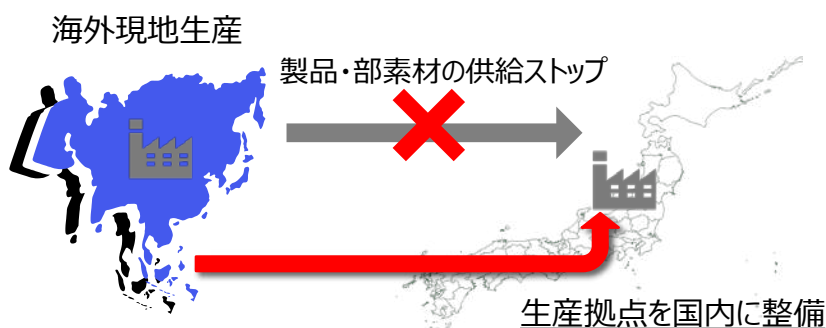 海外現地生産
製品・部素材の供給ストップ
生産拠点を国内に整備